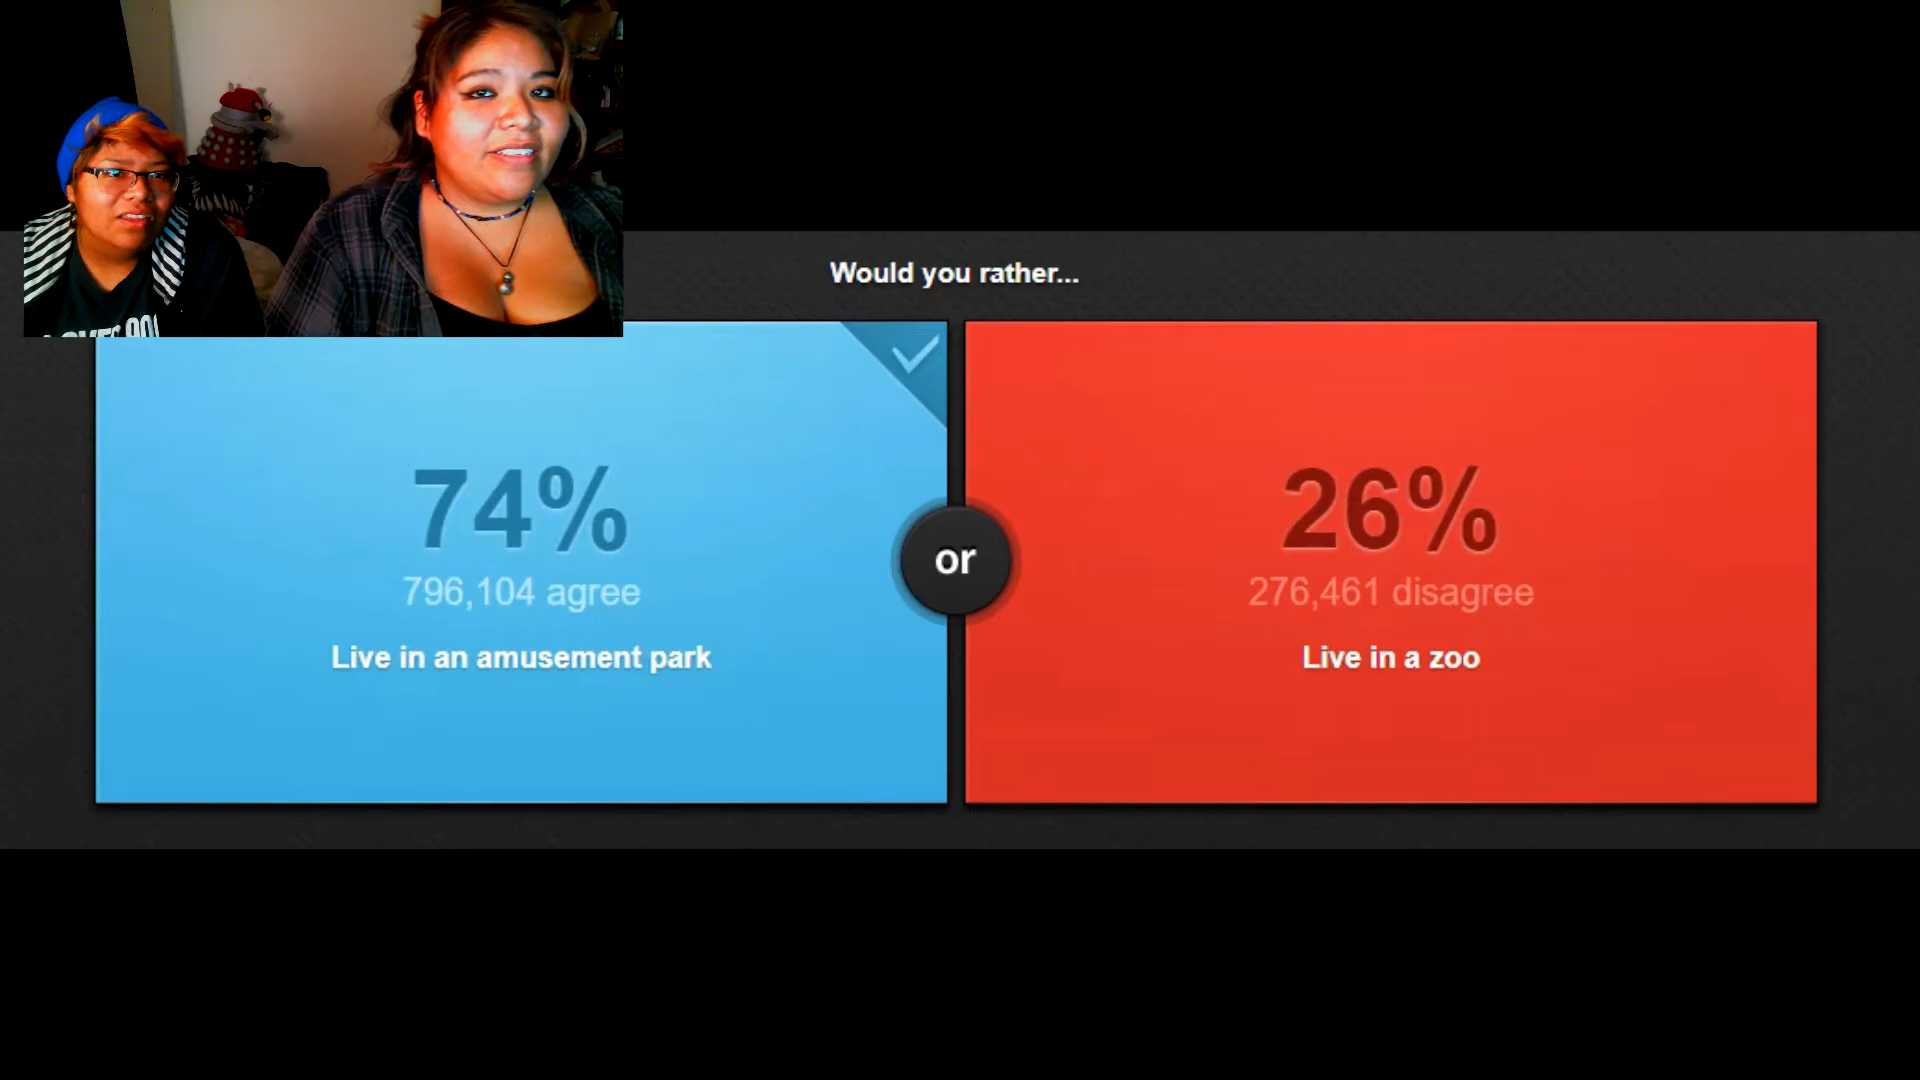 Would you rather...
74%
796,104 agree
Live in an amusement park
or
26%
276,461 disagree
Live in a zoo